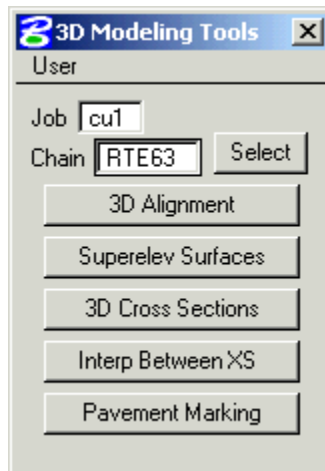 3D Modeling Tools
User
Job cu1
Chain RTE63 Select
3D Alignment
Superelev Surfaces
3D Cross Sections
Interp Between XS
Pavement Marking